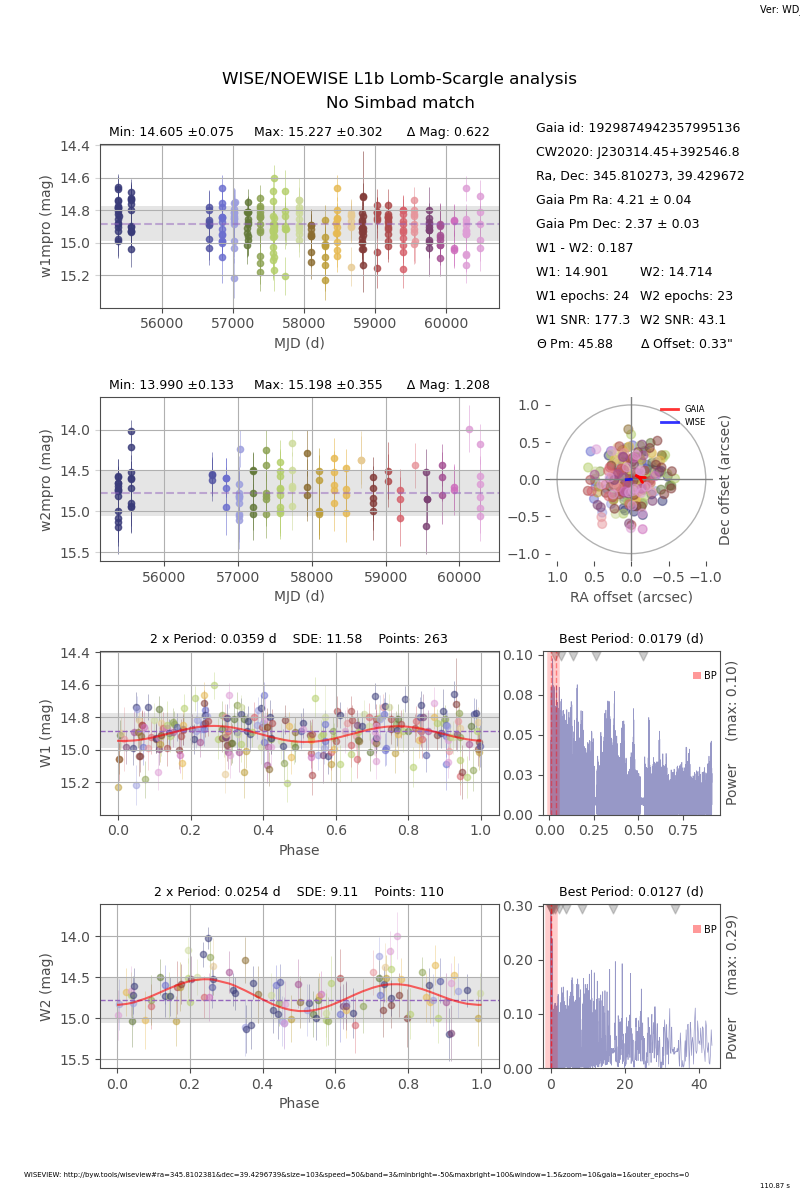 Ver: WD
WISE/NOEWISE L1b Lomb-Scargle analysis
No Simbad match
Min: 14.605 ±0.075 Max: 15.227 ±0.302 Δ Mag: 0.622
14.4
14.6
14.8
15.0
15.2
w1mpro (mag)
56000 57000 58000 59000 60000
MJD (d)
Gaia id: 1929874942357995136
CW2020: J230314.45+392546.8
Ra, Dec: 345.810273, 39.429672
Gaia Pm Ra: 4.21 ± 0.04
Gaia Pm Dec: 2.37 ± 0.03
W1 - W2: 0.187
W1: 14.901 W2: 14.714
W1 epochs: 24 W2 epochs: 23
W1 SNR: 177.3 W2 SNR: 43.1
Θ Pm: 45.88 Δ Offset: 0.33"
Min: 13.990 ±0.133 Max: 15.198 ±0.355 Δ Mag: 1.208
14.0
14.5
15.0
15.5
w2mpro (mag)
56000 57000 58000 59000 60000
MJD (d)
GAIA
WISE
1.0
0.5
0.0
−0.5
−1.0
Dec offset (arcsec)
1.0 0.5 0.0 −0.5 −1.0
RA offset (arcsec)
2 x Period: 0.0359 d SDE: 11.58 Points: 263
14.4
14.6
14.8
15.0
15.2
W1 (mag)
0.0 0.2 0.4 0.6 0.8 1.0
Phase
Best Period: 0.0179 (d)
BP
0.10
0.08
0.05
0.03
0.00
Power (max: 0.10)
0.00 0.25 0.50 0.75
2 x Period: 0.0254 d SDE: 9.11 Points: 110
14.0
14.5
15.0
15.5
W2 (mag)
0.0 0.2 0.4 0.6 0.8 1.0
Phase
Best Period: 0.0127 (d)
BP
0.30
0.20
0.10
0.00
Power (max: 0.29)
0 20 40
WISEVIEW: http://byw.tools/wiseview#ra=345.8102381&dec=39.4296739&size=103&speed=50&band=3&minbright=-50&maxbright=100&window=1.5&zoom=10&gaia=1&outer_epochs=0
110.87 s